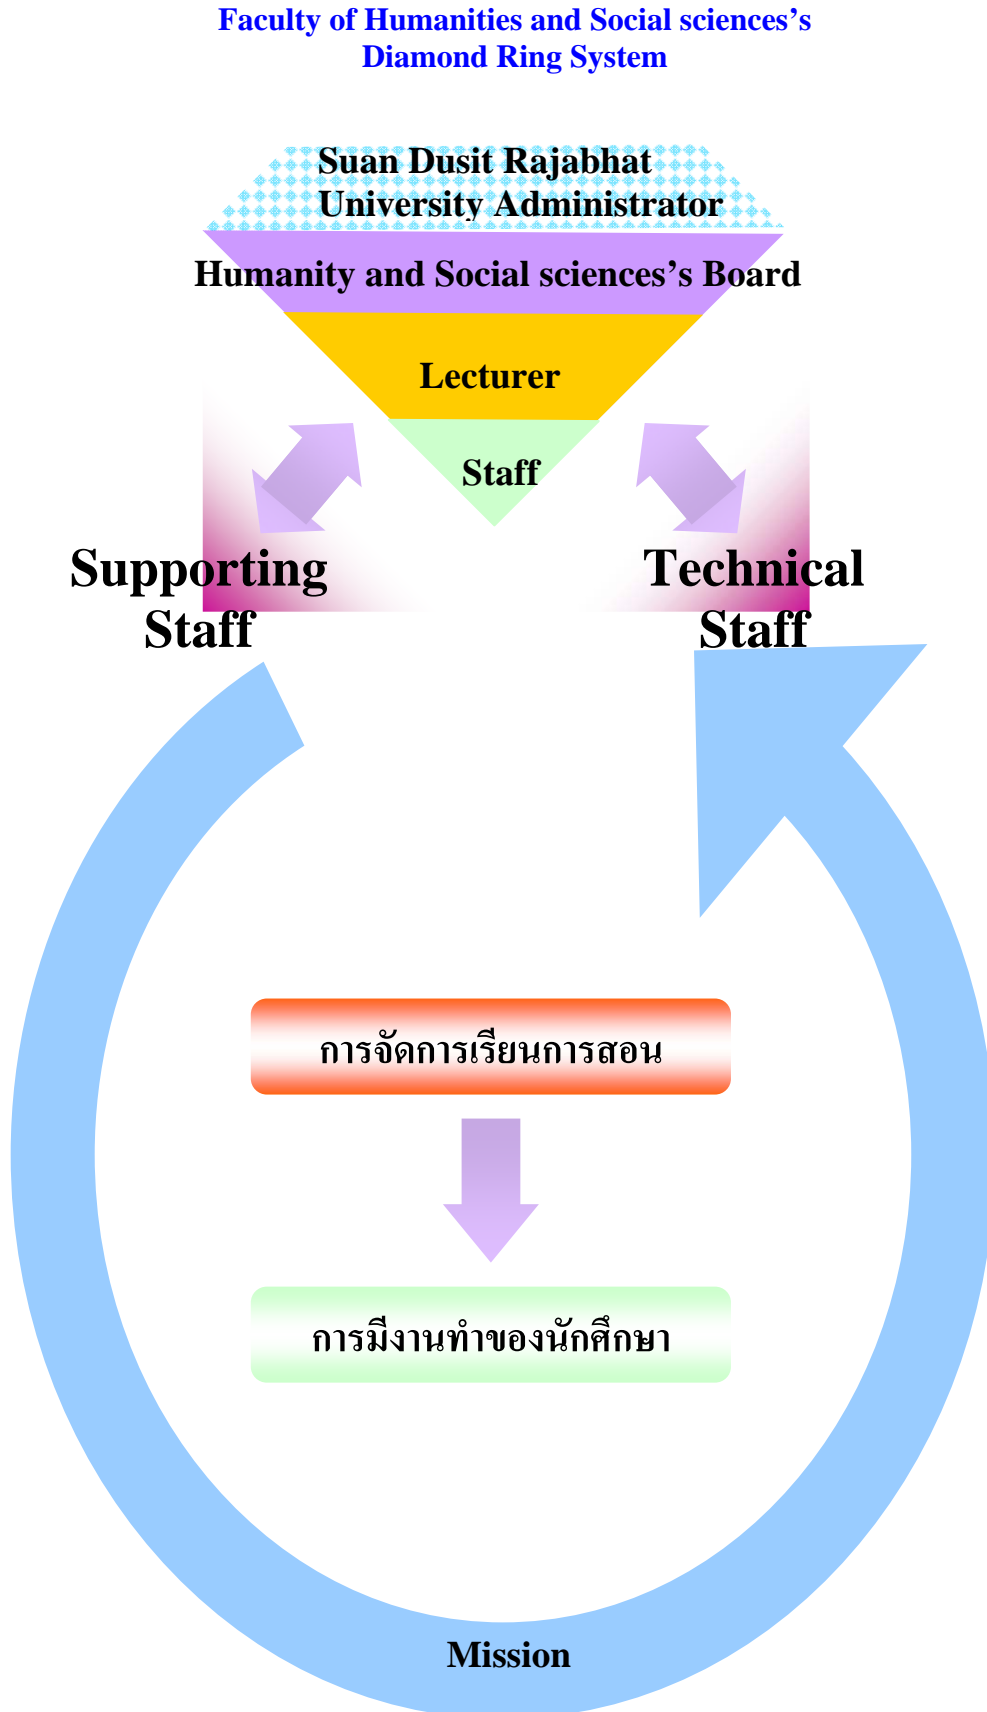 Faculty of Humanities and Social sciences’s
Diamond Ring System
Suan Dusit Rajabhat
University Administrator
Humanity and Social sciences’s Board
Lecturer
Staff
Supporting
Staff
Technical
Staff
การจัดการเรียนการสอน
การมีงานทำของนักศึกษา
Mission